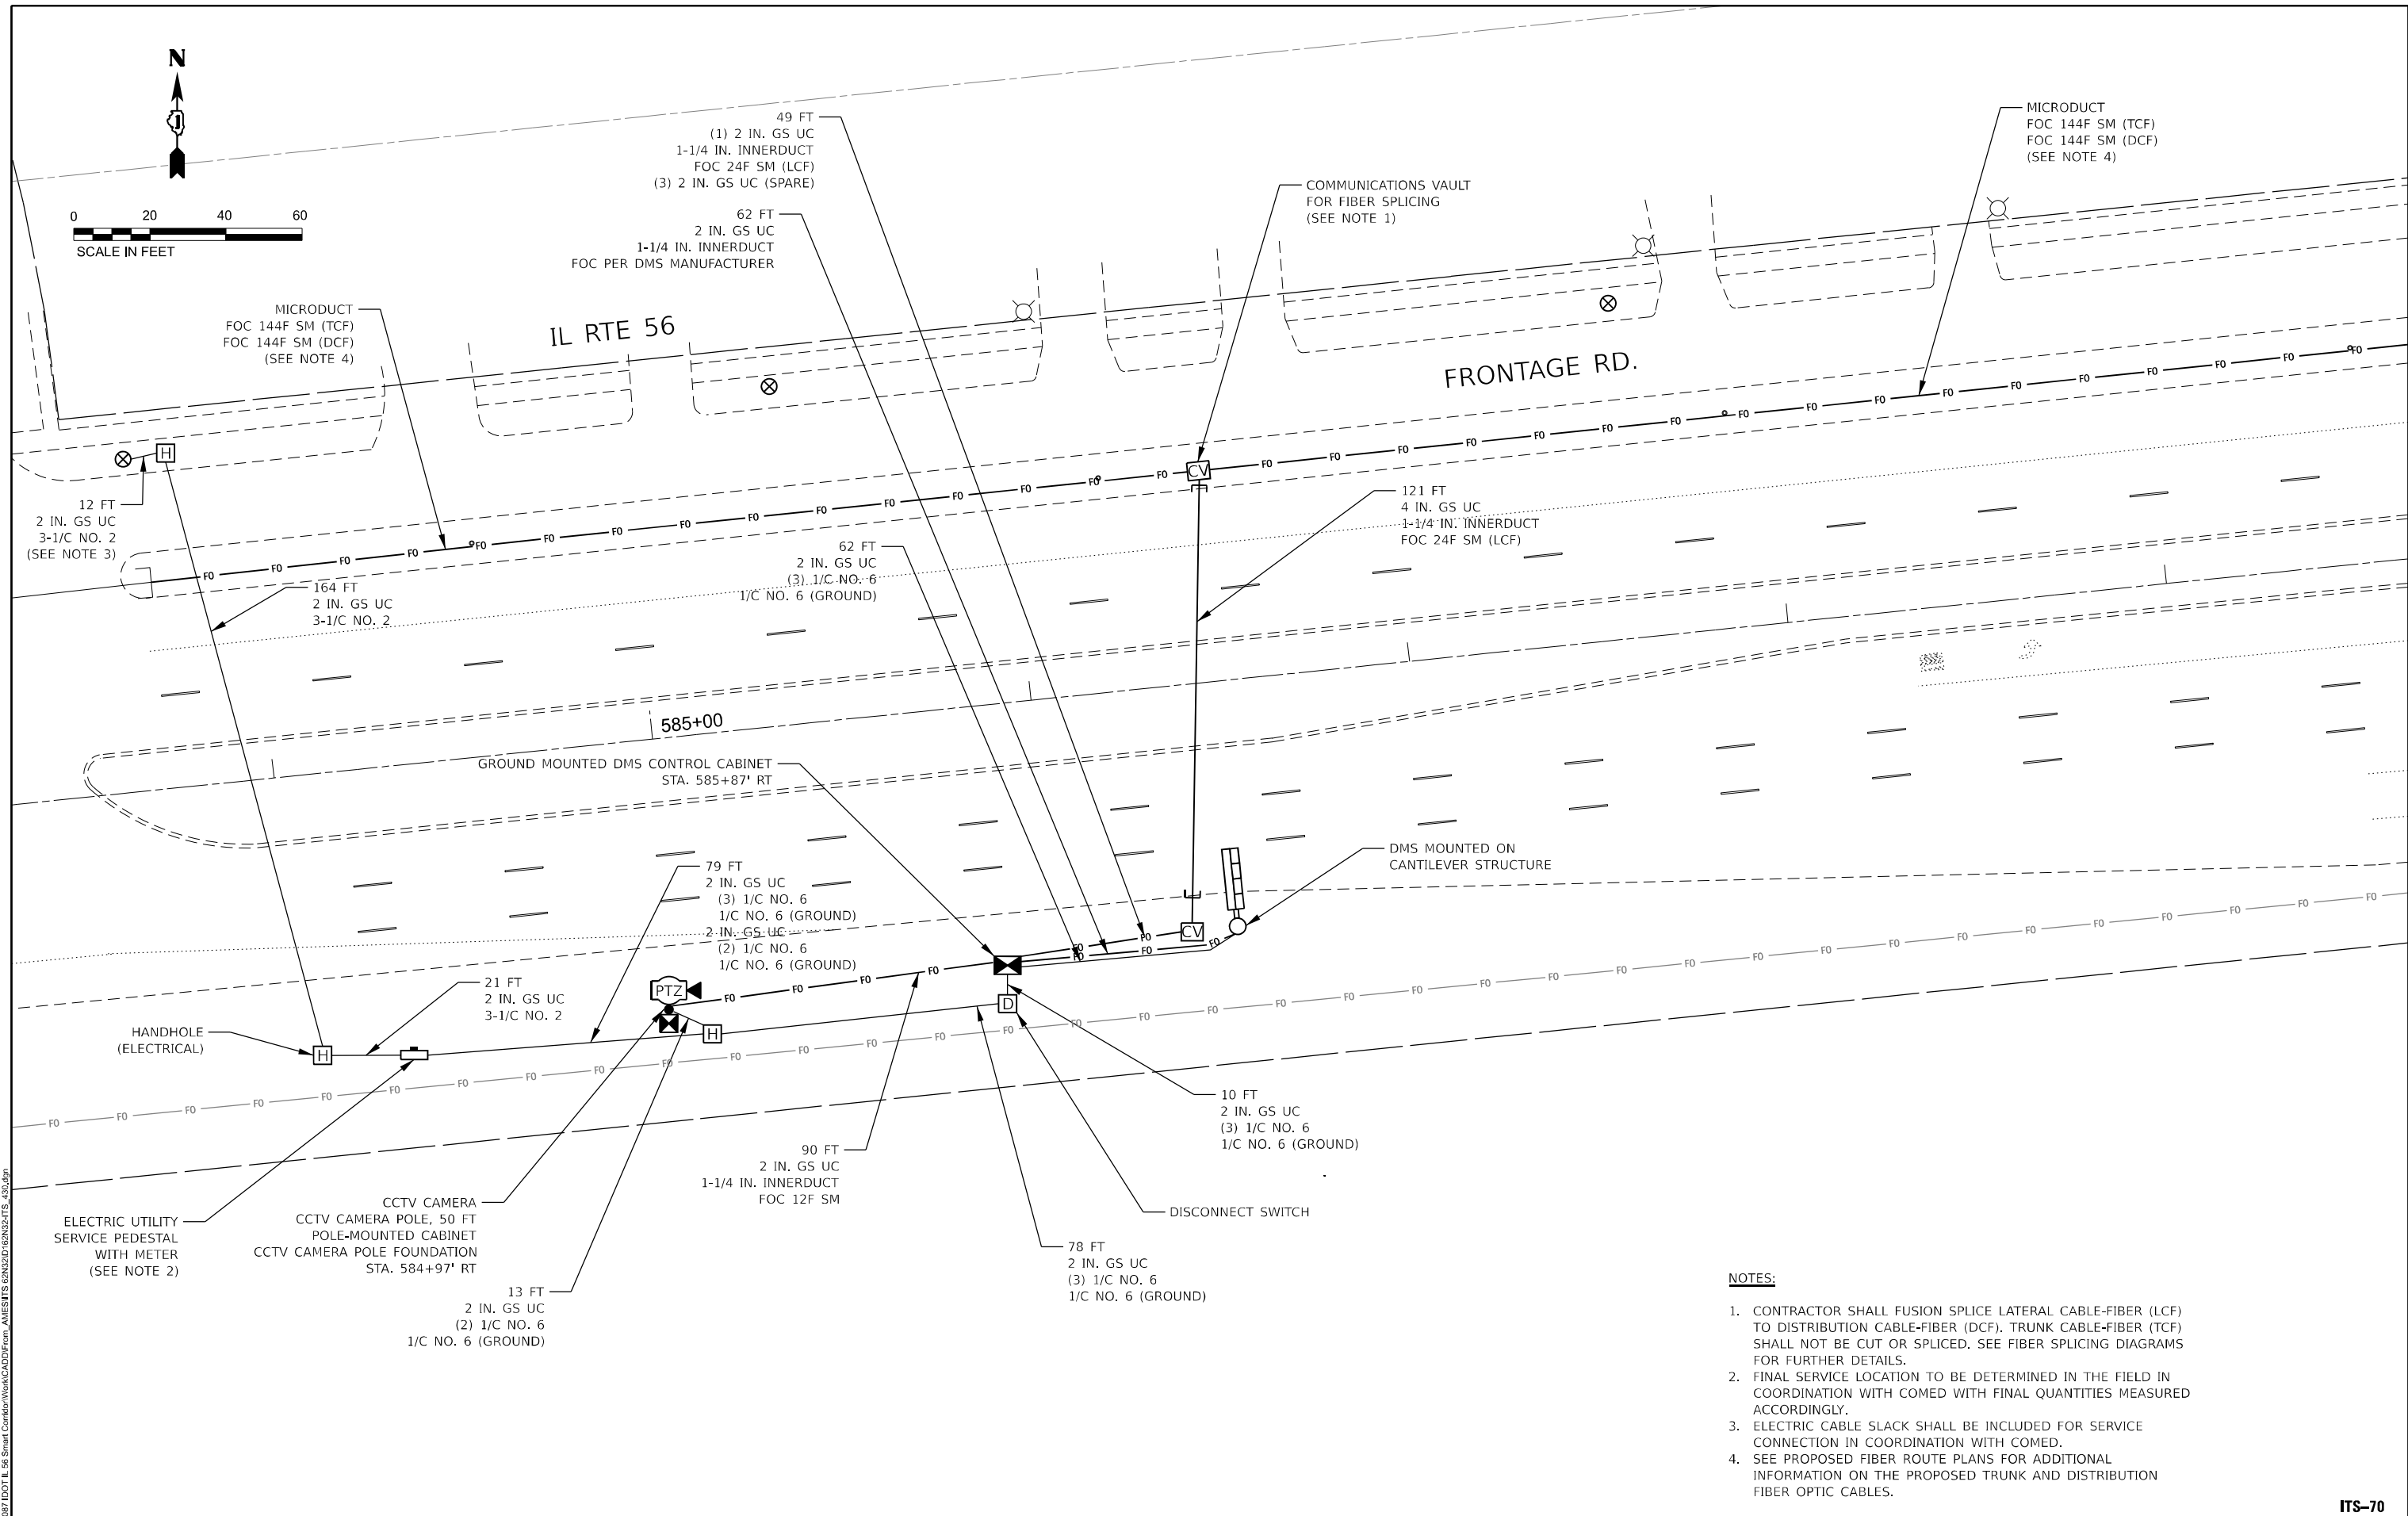 N
0 20 40 60
SCALE IN FEET
49 FT
(1) 2 IN. GS UC
1-1/4 IN. INNERDUCT
FOC 24F SM (LCF)
(3) 2 IN. GS UC (SPARE)
62 FT
2 IN. GS UC
1-1/4 IN. INNERDUCT
FOC PER DMS MANUFACTURER
COMMUNICATIONS VAULT
FOR FIBER SPLICING
(SEE NOTE 1)
MICRODUCT
FOC 144F SM (TCF)
FOC 144F SM (DCF)
(SEE NOTE 4)
MICRODUCT
FOC 144F SM (TCF)
FOC 144F SM (DCF)
(SEE NOTE 4)
IL RTE 56
FRONTAGE RD.
H
12 FT
2 IN. GS UC
3-1/C NO. 2
(SEE NOTE 3)
164 FT
2 IN. GS UC
3-1/C NO. 2
CV
121 FT
4 IN. GS UC
1-1/4 IN. INNERDUCT
FOC 24F SM (LCF)
62 FT
2 IN. GS UC
(3) 1/C NO. 6
1/C NO. 6 (GROUND)
585+00
GROUND MOUNTED DMS CONTROL CABINET
STA. 585+87' RT
DMS MOUNTED ON
CANTILEVER STRUCTURE
79 FT
2 IN. GS UC
(3) 1/C NO. 6
1/C NO. 6 (GROUND)
2 IN. GS UC
(2) 1/C NO. 6
1/C NO. 6 (GROUND)
CV
PTZ
D
H
H
21 FT
2 IN. GS UC
3-1/C NO. 2
HANDHOLE
(ELECTRICAL)
10 FT
2 IN. GS UC
(3) 1/C NO. 6
1/C NO. 6 (GROUND)
90 FT
2 IN. GS UC
1-1/4 IN. INNERDUCT
FOC 12F SM
DISCONNECT SWITCH
CCTV CAMERA
CCTV CAMERA POLE, 50 FT
POLE-MOUNTED CABINET
CCTV CAMERA POLE FOUNDATION
STA. 584+97' RT
ELECTRIC UTILITY
SERVICE PEDESTAL
WITH METER
(SEE NOTE 2)
78 FT
2 IN. GS UC
(3) 1/C NO. 6
1/C NO. 6 (GROUND)
13 FT
2 IN. GS UC
(2) 1/C NO. 6
1/C NO. 6 (GROUND)
NOTES:
1. CONTRACTOR SHALL FUSION SPLICE LATERAL CABLE-FIBER (LCF)
TO DISTRIBUTION CABLE-FIBER (DCF). TRUNK CABLE-FIBER (TCF)
SHALL NOT BE CUT OR SPLICED. SEE FIBER SPLICING DIAGRAMS
FOR FURTHER DETAILS.
2. FINAL SERVICE LOCATION TO BE DETERMINED IN THE FIELD IN
COORDINATION WITH COMED WITH FINAL QUANTITIES MEASURED
ACCORDINGLY.
3. ELECTRIC CABLE SLACK SHALL BE INCLUDED FOR SERVICE
CONNECTION IN COORDINATION WITH COMED.
4. SEE PROPOSED FIBER ROUTE PLANS FOR ADDITIONAL
INFORMATION ON THE PROPOSED TRUNK AND DISTRIBUTION
FIBER OPTIC CABLES.
ITS–70